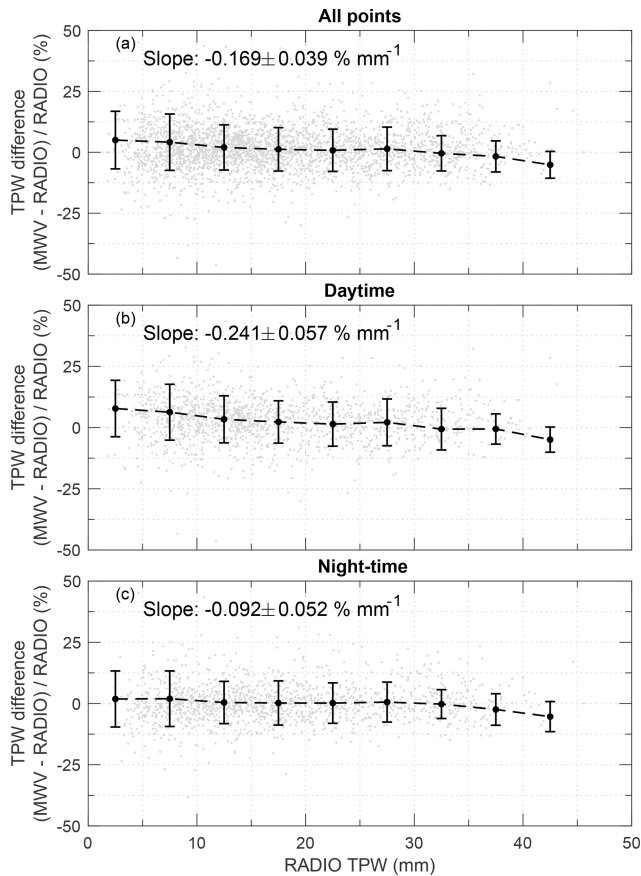 All points
(a)
Slope: -0.169±0.039 % mm⁻¹
50
25
0
-25
-50
TPW difference
(MWV - RADIO) / RADIO (%)
Daytime
(b)
Slope: -0.241±0.057 % mm⁻¹
50
25
0
-25
-50
TPW difference
(MWV - RADIO) / RADIO (%)
Night-time
(c)
Slope: -0.092±0.052 % mm⁻¹
50
25
0
-25
-50
TPW difference
(MWV - RADIO) / RADIO (%)
0 10 20 30 40 50
RADIO TPW (mm)